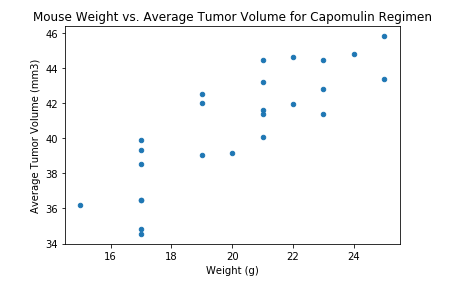 Mouse Weight vs. Average Tumor Volume for Capomulin Regimen
46
44
42
40
38
36
34
Average Tumor Volume (mm3)
16 18 20 22 24
Weight (g)